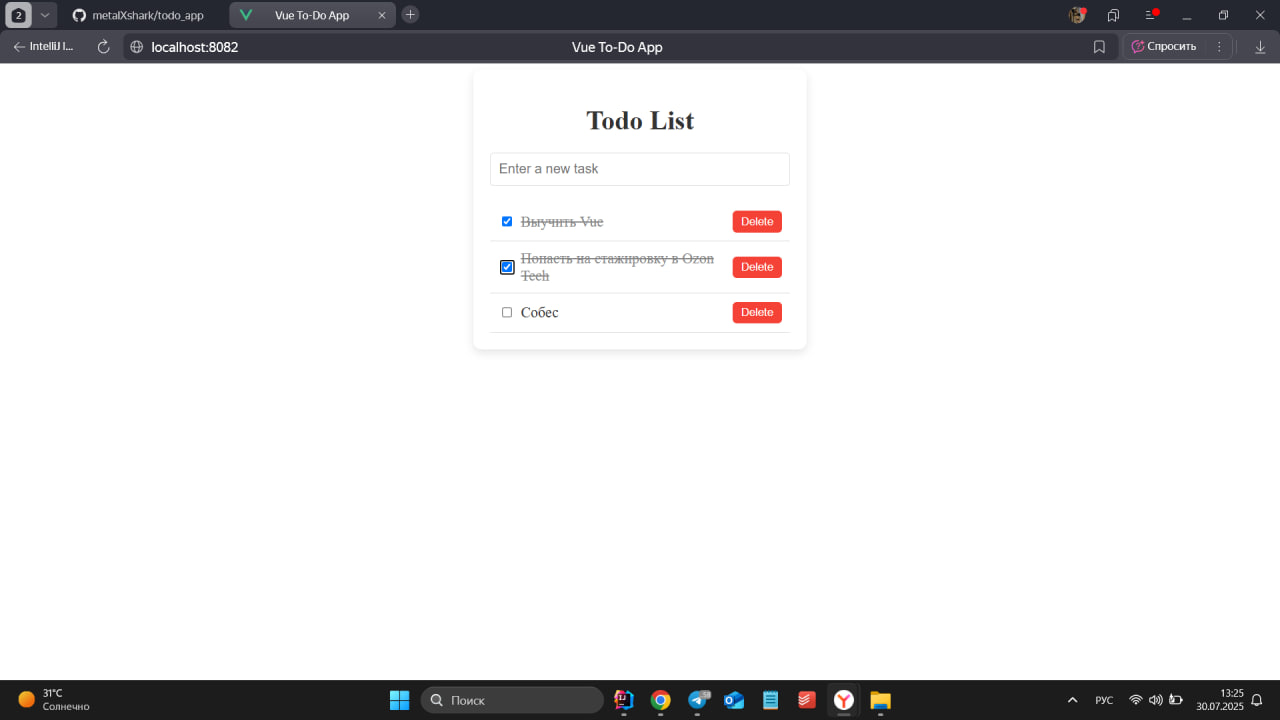 2
metalXshark/todo_app
Vue To-Do App
IntelliJ I...
localhost:8082
Vue To-Do App
Спросить
Todo List
Enter a new task
Выучить Vue
Delete
Попасть на стажировку в Ozon
Tech
Delete
Собес
Delete
31°C
Солнечно
Поиск
58
РУС
13:25
30.07.2025